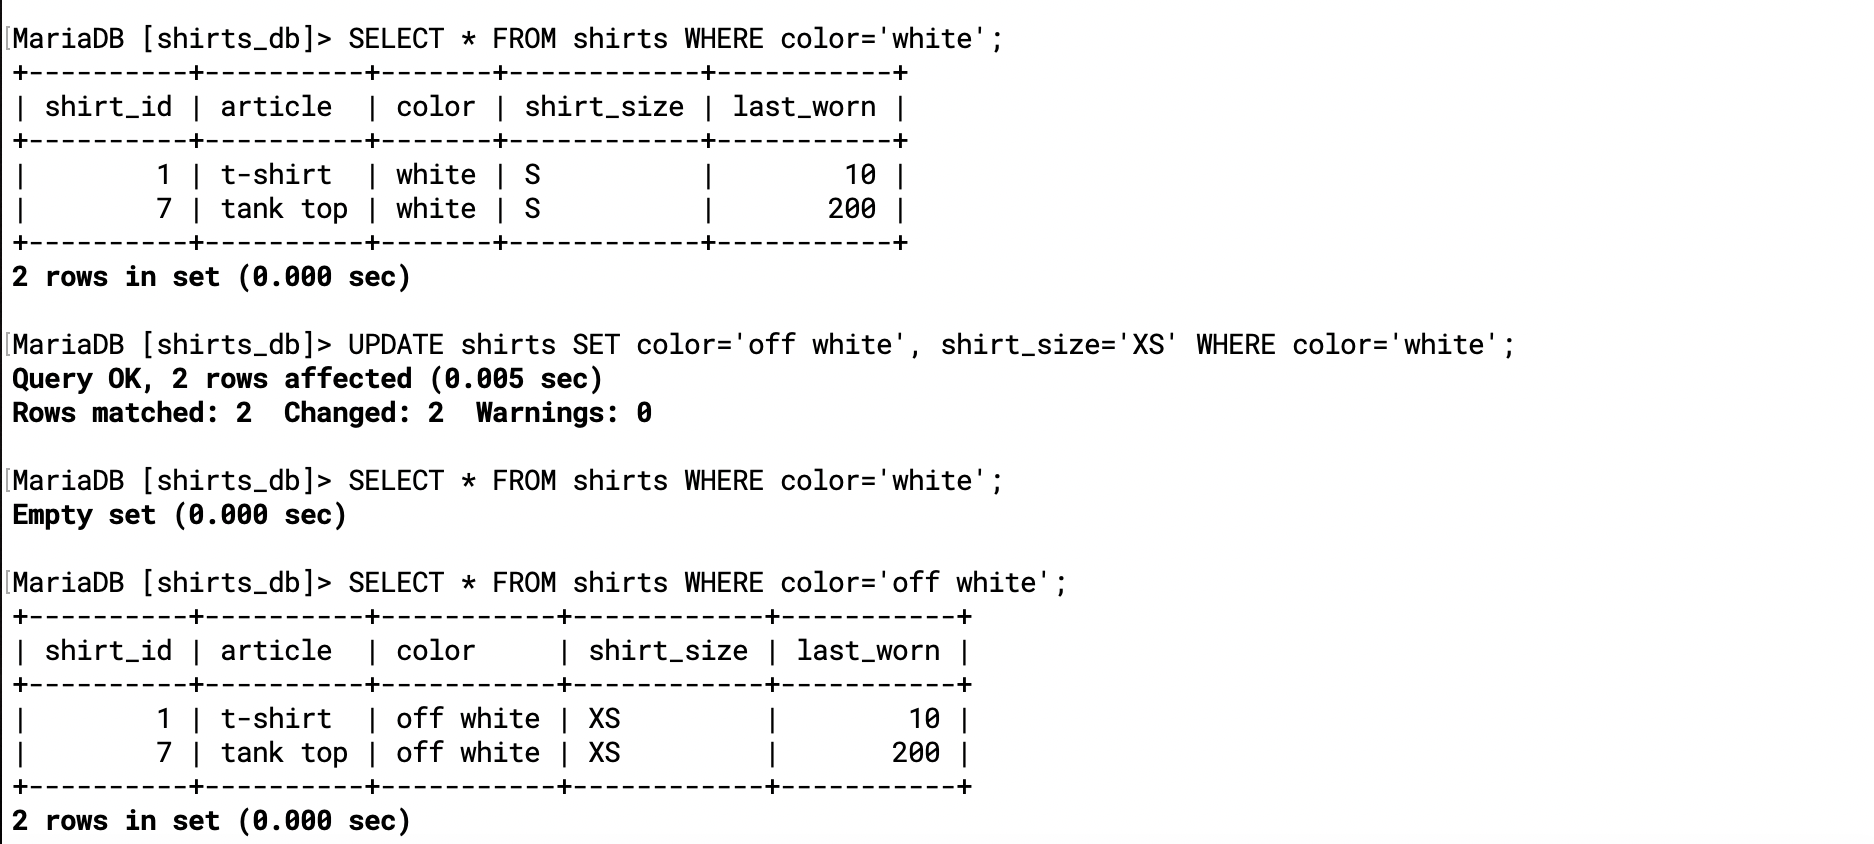 MariaDB [shirts_db]> SELECT * FROM shirts WHERE color='white';
+----------+----------+-------+------------+-----------+
| shirt_id | article  | color | shirt_size | last_worn |
+----------+----------+-------+------------+-----------+
|        1 | t-shirt  | white | S          |        10 |
|        7 | tank top | white | S          |       200 |
+----------+----------+-------+------------+-----------+
2 rows in set (0.000 sec)
MariaDB [shirts_db]> UPDATE shirts SET color='off white', shirt_size='XS' WHERE color='white';
Query OK, 2 rows affected (0.005 sec)
Rows matched: 2  Changed: 2  Warnings: 0
MariaDB [shirts_db]> SELECT * FROM shirts WHERE color='white';
Empty set (0.000 sec)
MariaDB [shirts_db]> SELECT * FROM shirts WHERE color='off white';
+----------+----------+-----------+------------+-----------+
| shirt_id | article  | color     | shirt_size | last_worn |
+----------+----------+-----------+------------+-----------+
|        1 | t-shirt  | off white | XS         |        10 |
|        7 | tank top | off white | XS         |       200 |
+----------+----------+-----------+------------+-----------+
2 rows in set (0.000 sec)